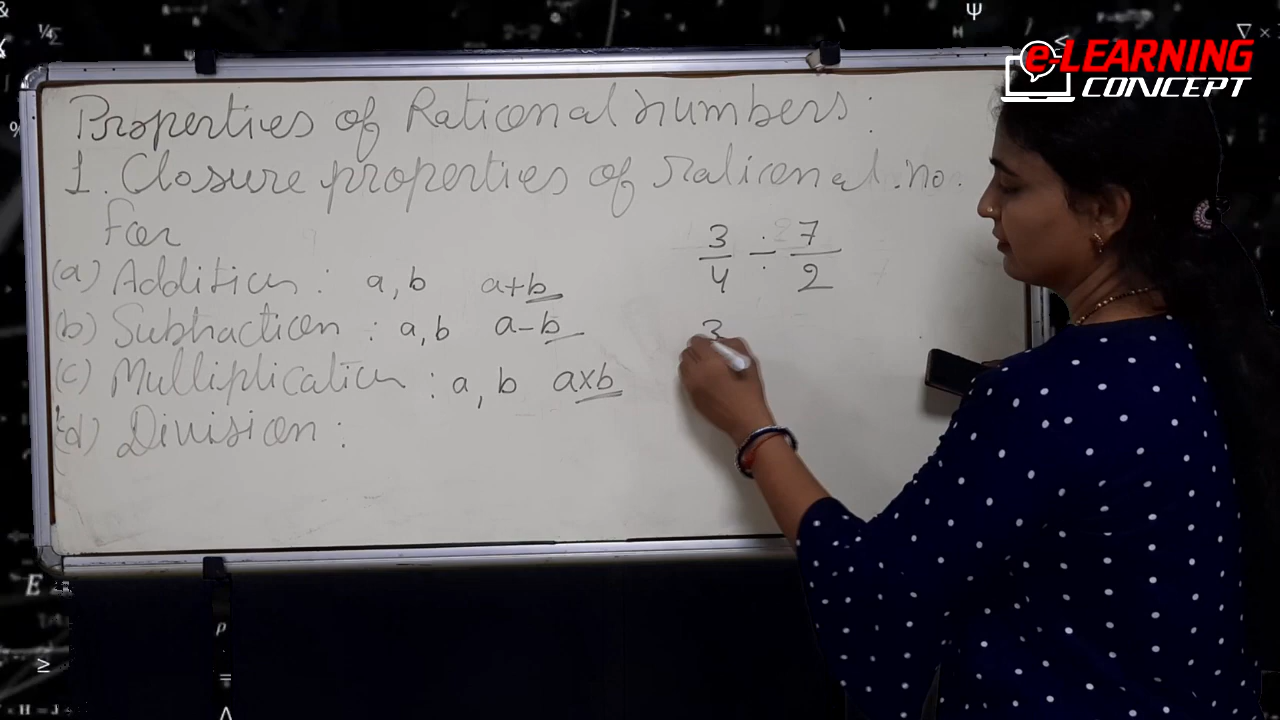 e-LEARNING
CONCEPT
Properties of Rational numbers:
1. Closure properties of rational no.
for
(a) Addition: a, b a+b
(b) Subtraction: a, b a-b
(c) Multiplication: a, b a×b
(d) Division:
3/4 ÷ 7/2
3